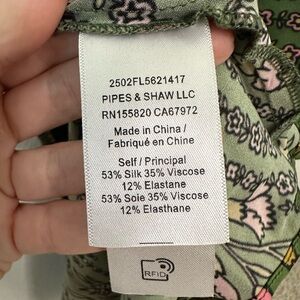 2502FL5621417
PIPES & SHAW LLC
RN155820 CA67972
Made in China /
Fabriqué en Chine
Self / Principal
53% Silk 35% Viscose
12% Elastane
53% Soie 35% Viscose
12% Elasthane
RFID